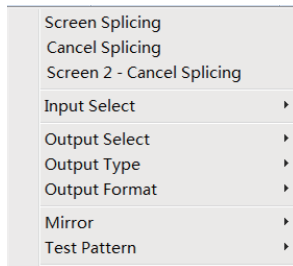 Screen Splicing
Cancel Splicing
Screen 2 - Cancel Splicing
Input Select
Output Select
Output Type
Output Format
Mirror
Test Pattern